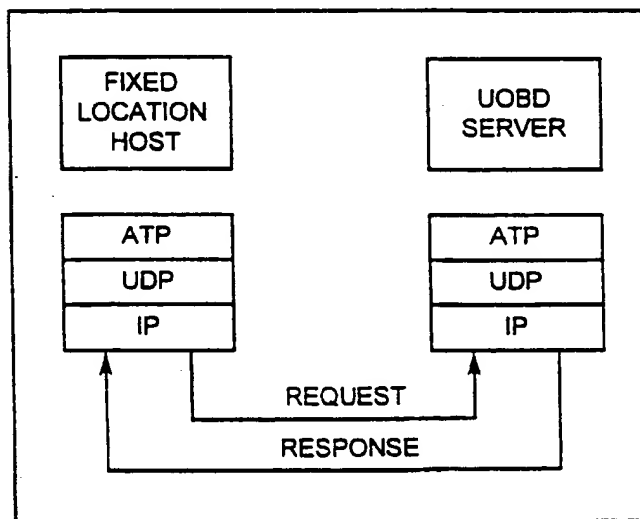 FIXED
LOCATION
HOST
UOBD
SERVER
ATP
UDP
IP
ATP
UDP
IP
REQUEST
RESPONSE